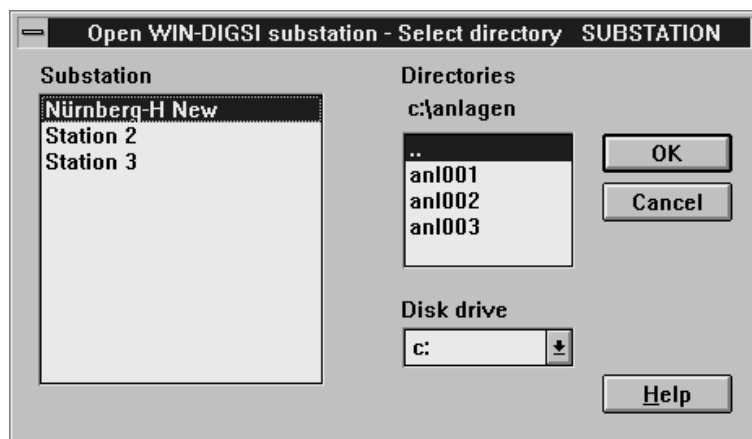 Open WIN-DIGSI substation - Select directory SUBSTATION
Substation
Nürnberg-H New
Station 2
Station 3
Directories
c:\anlagen
..
anl001
anl002
anl003
Disk drive
c:
OK
Cancel
Help